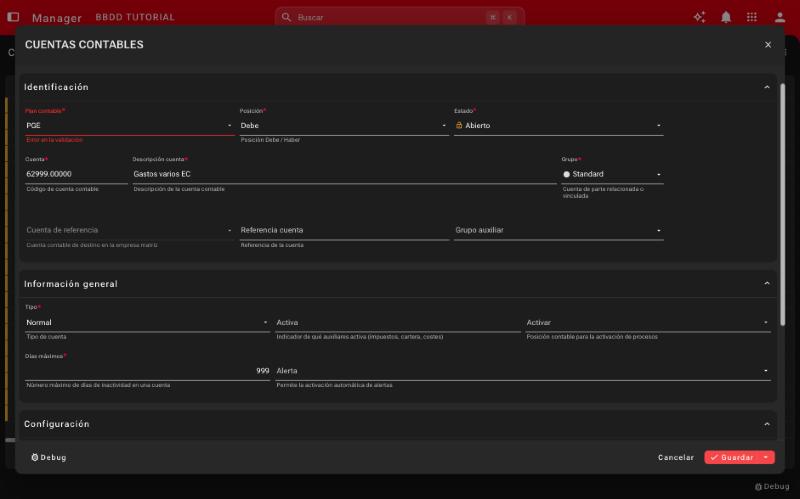 Manager BBDD TUTORIAL Buscar ⌘ K
CUENTAS CONTABLES
Identificación
Plan contable* Posición* Estado*
PGE Debe Abierto
Error en la validación Posición Debe / Haber
Cuenta* Descripción cuenta* Grupo*
62999.00000 Gastos varios EC Standard
Código de cuenta contable Descripción de la cuenta contable Cuenta de parte relacionada o
vinculada
Cuenta de referencia Referencia cuenta Grupo auxiliar
Cuenta contable de destino en la empresa matriz Referencia de la cuenta
Información general
Tipo*
Normal Activa Activar
Tipo de cuenta Indicador de qué auxiliares activa (impuestos, cartera, costes) Posición contable para la activación de procesos
Días máximos*
999 Alerta
Número máximo de días de inactividad en una cuenta Permite la activación automática de alertas
Configuración
Debug Cancelar Guardar
Debug